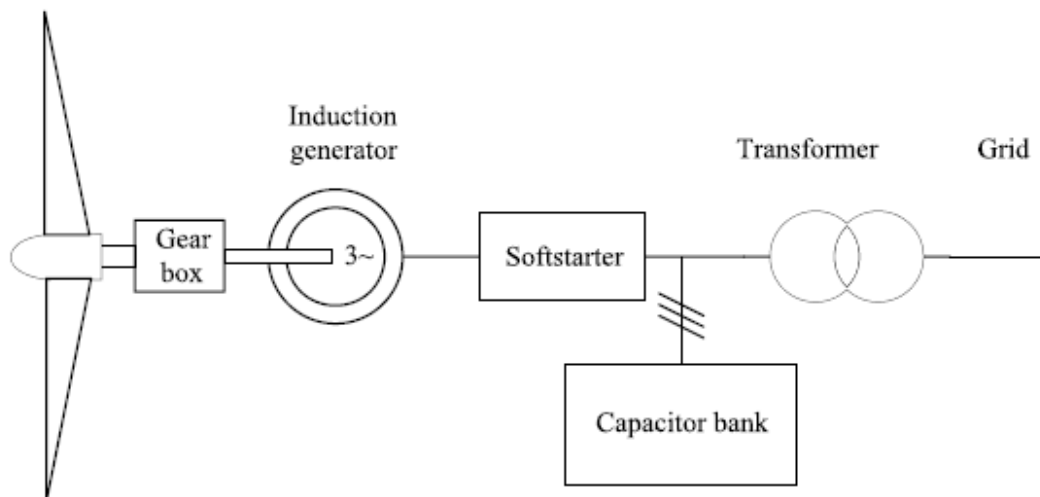 Induction
generator
Transformer
Grid
Gear
box
3~
Softstarter
Capacitor bank